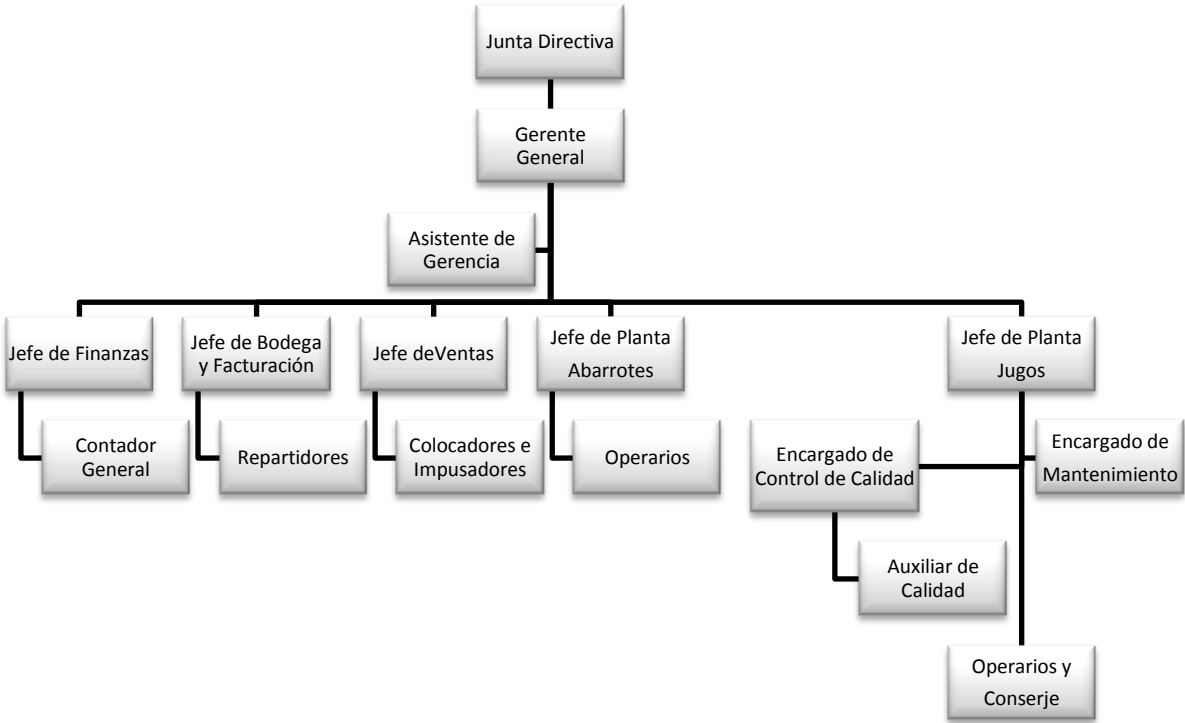 Junta Directiva
Gerente
General
Asistente de
Gerencia
Jefe de Finanzas
Jefe de Bodega
y Facturación
Jefe deVentas
Jefe de Planta
Abarrotes
Jefe de Planta
Jugos
Contador
General
Repartidores
Colocadores e
Impusadores
Operarios
Encargado de
Control de Calidad
Encargado de
Mantenimiento
Auxiliar de
Calidad
Operarios y
Conserje